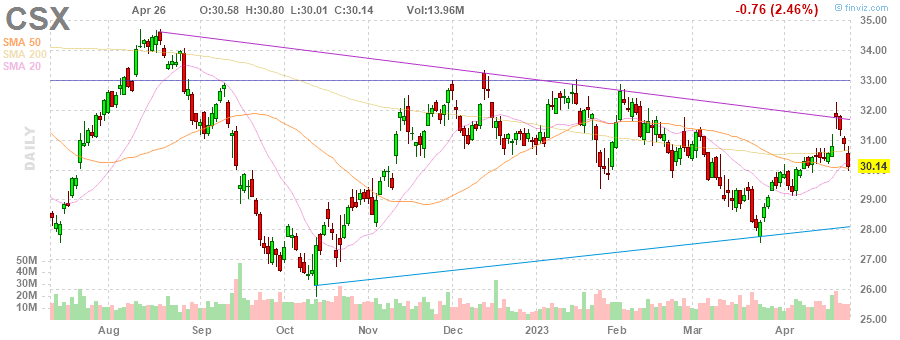 CSX Apr 26 O:30.58 H:30.80 L:30.01 C:30.14 Vol:13.96M -0.76 (2.46%) © finviz.com
SMA 50
SMA 200
SMA 20
DAILY
35.00
34.00
33.00
32.00
31.00
30.14
29.00
28.00
27.00
26.00
25.00
50M
40M
30M
20M
10M
Aug Sep Oct Nov Dec 2023 Feb Mar Apr